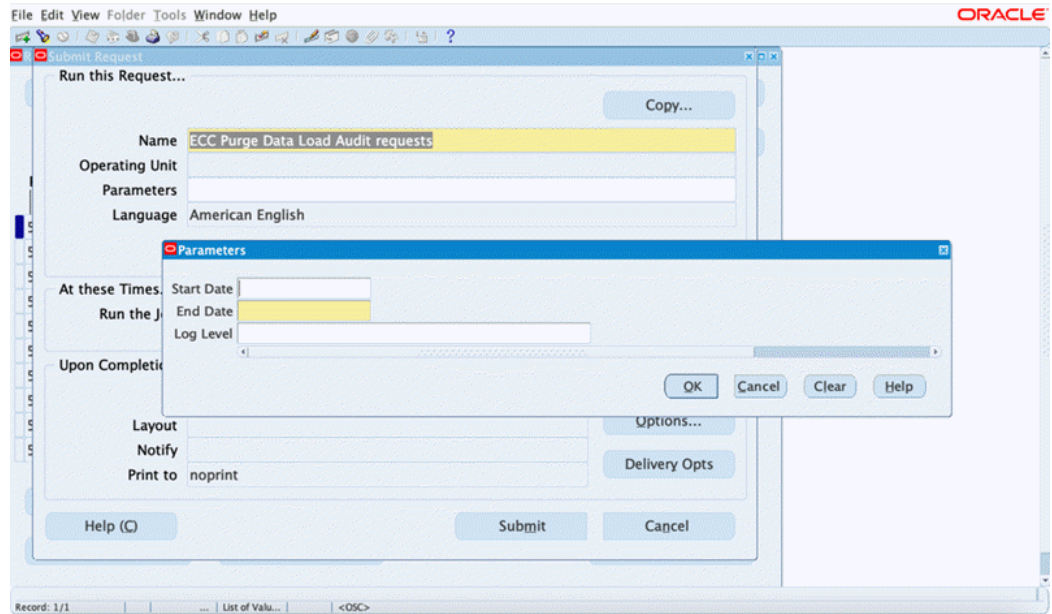 File Edit View Folder Tools Window Help
ORACLE
Submit Request
Run this Request...
Copy...
Name ECC Purge Data Load Audit requests
Operating Unit
Parameters
Language American English
Parameters
Start Date
End Date
Log Level
OK Cancel Clear Help
At these Times.
Run the J
Upon Completi
Options...
Layout
Notify
Delivery Opts
Print to noprint
Help (C) Submit Cancel
Record: 1/1 ... List of Valu... <OSC>